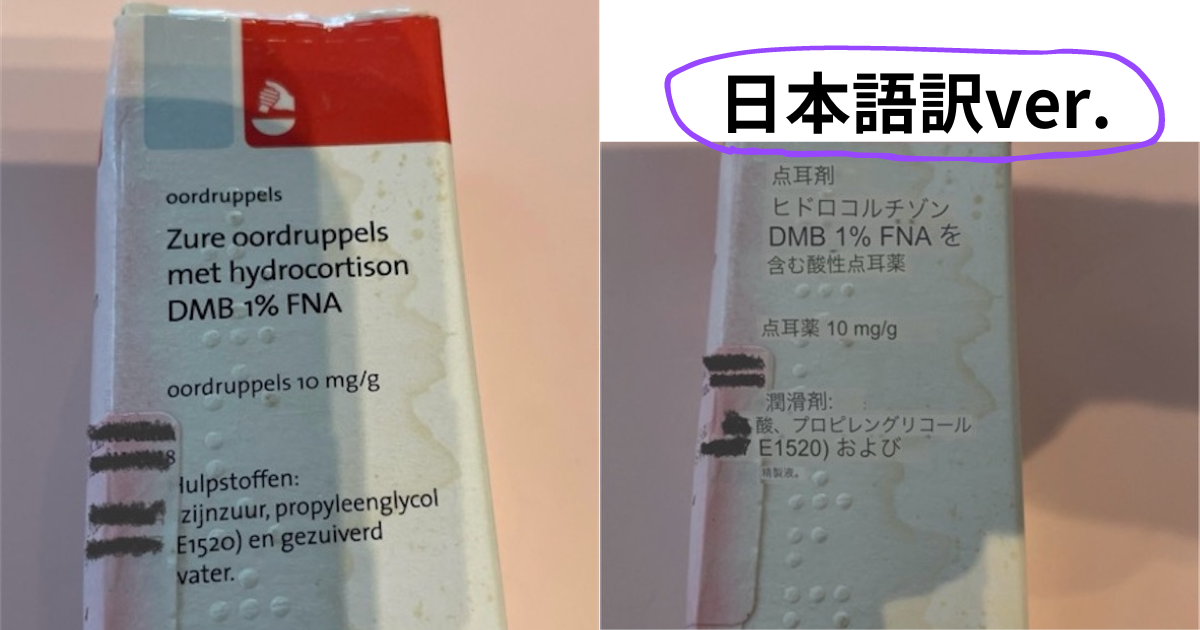 oordruppels
Zure oordruppels
met hydrocortison
DMB 1% FNA
oordruppels 10 mg/g
8
Hulpstoffen:
zijnzuur, propyleenglycol
E1520) en gezuiverd
vater.
日本語訳ver.
点耳剤
ヒドロコルチゾン
DMB 1% FNA を
含む酸性点耳薬
点耳薬 10 mg/g
潤滑剤:
酸、プロピレングリコール
E1520) および
精製液。